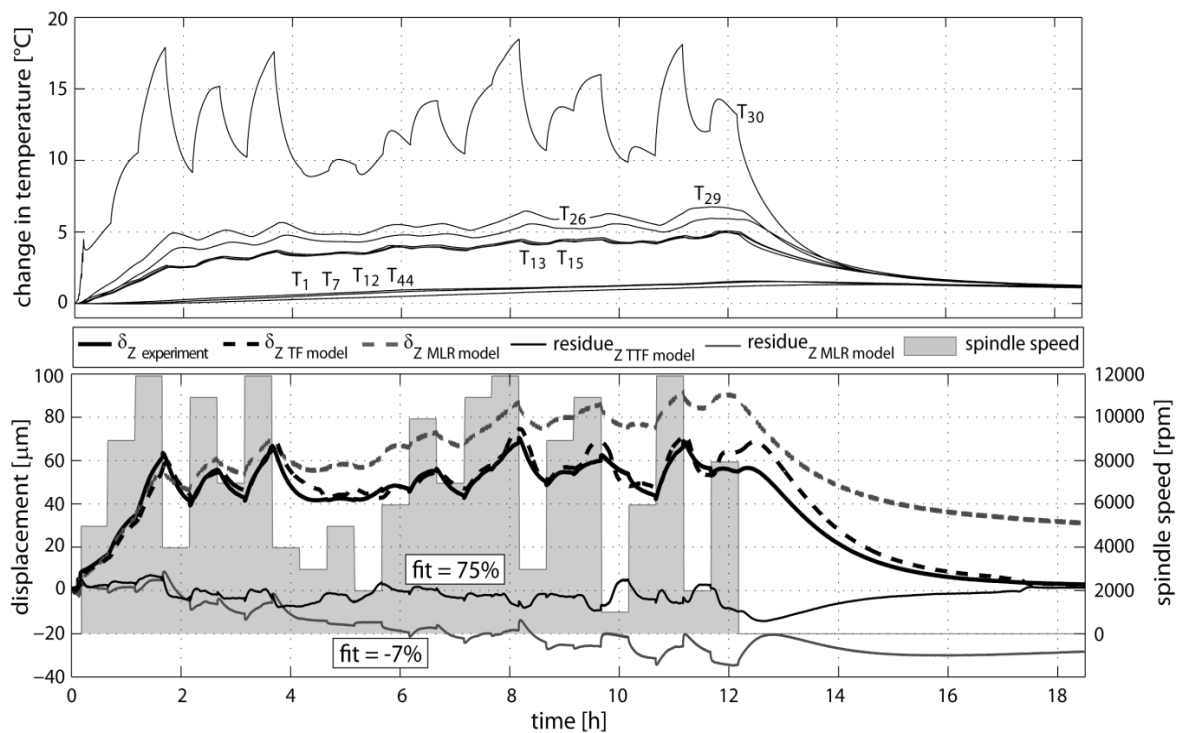 change in temperature [°C]
20
15
10
5
0
T30
T29
T26
T13 T15
T1 T7 T12 T44
δZ experiment δZ TF model δZ MLR model residueZ TTF model residueZ MLR model spindle speed
displacement [µm]
100
80
60
40
20
0
−20
−40
fit = 75%
fit = -7%
12000
10000
8000
6000
4000
2000
0
spindle speed [rpm]
0 2 4 6 8 10 12 14 16 18
time [h]